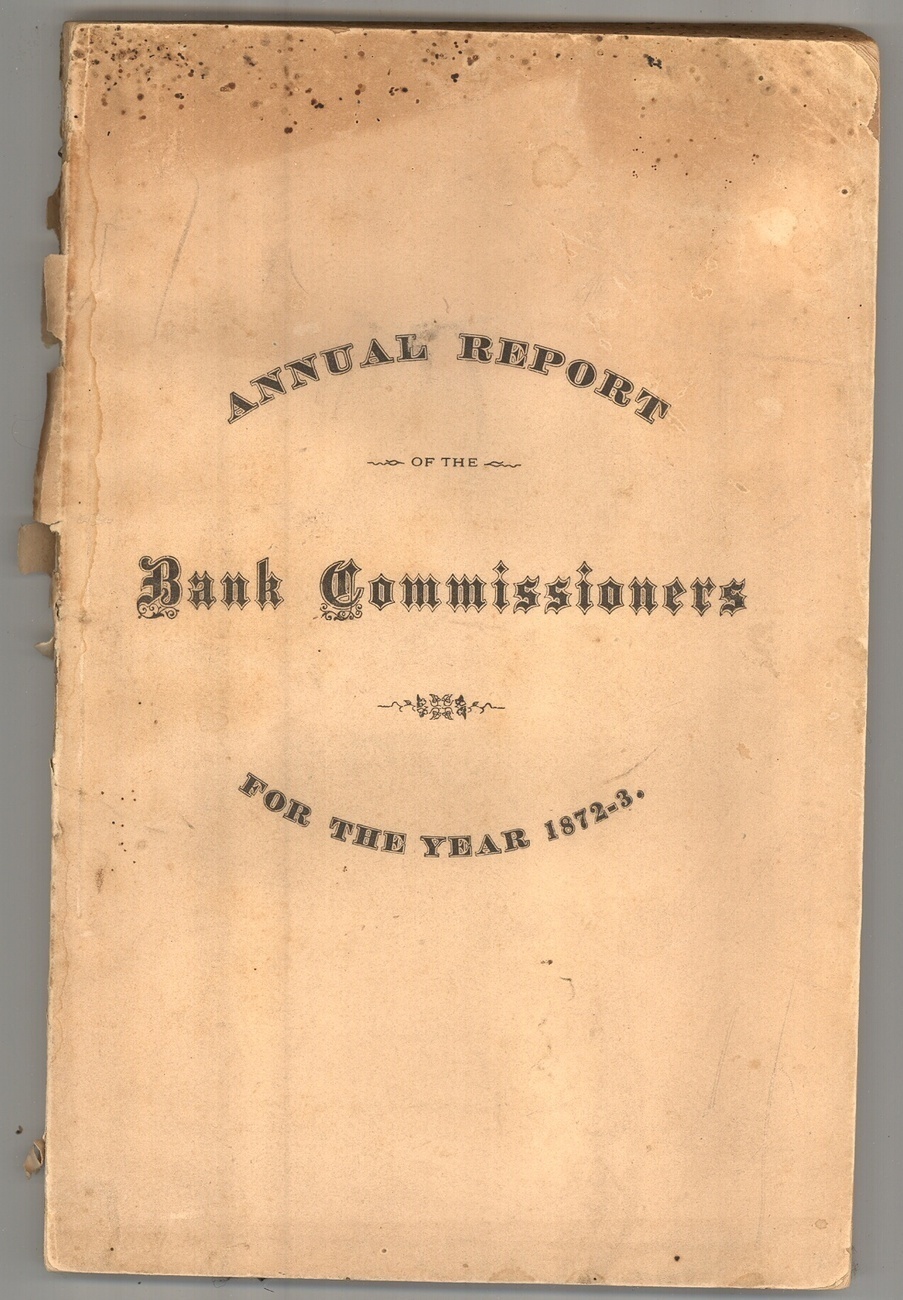 ANNUAL REPORT
OF THE
Bank Commissioners
FOR THE YEAR 1872-3.